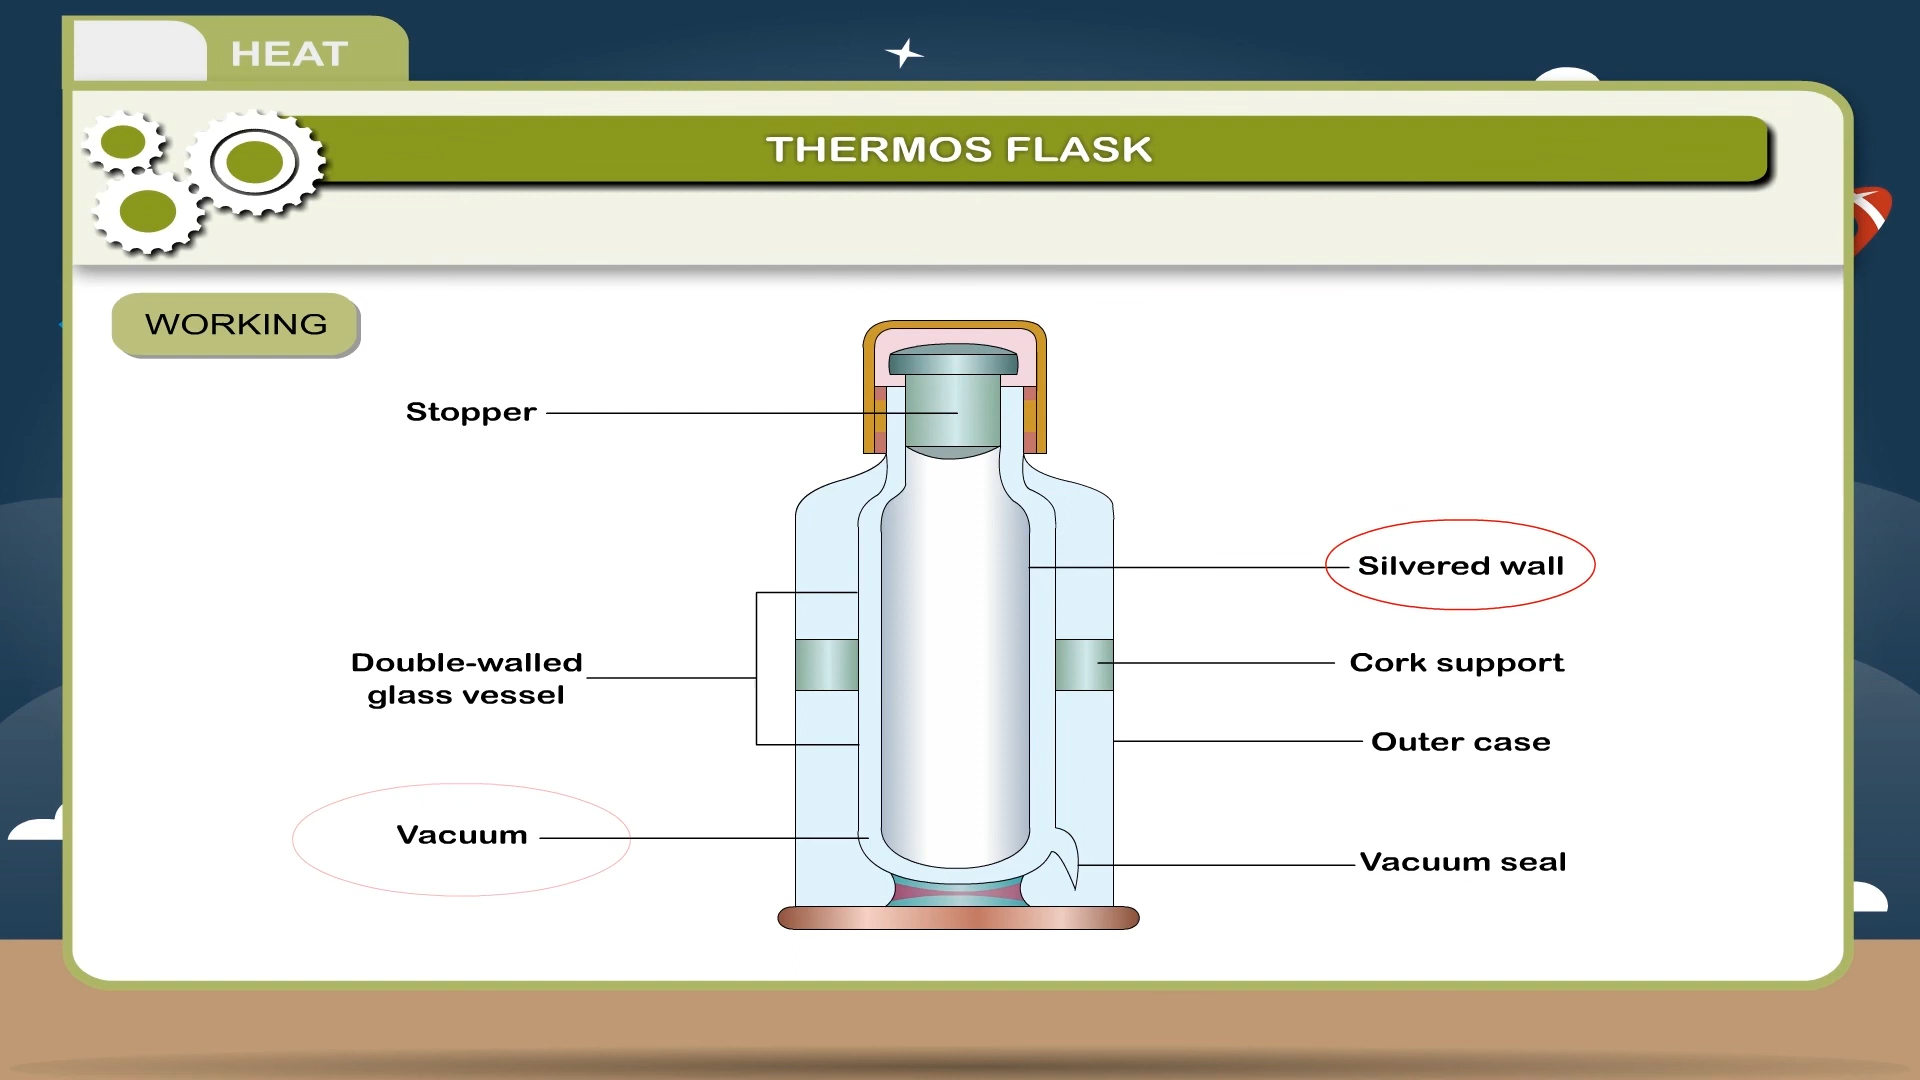 HEAT
THERMOS FLASK
WORKING
Stopper
Silvered wall
Double-walled
glass vessel
Cork support
Outer case
Vacuum
Vacuum seal